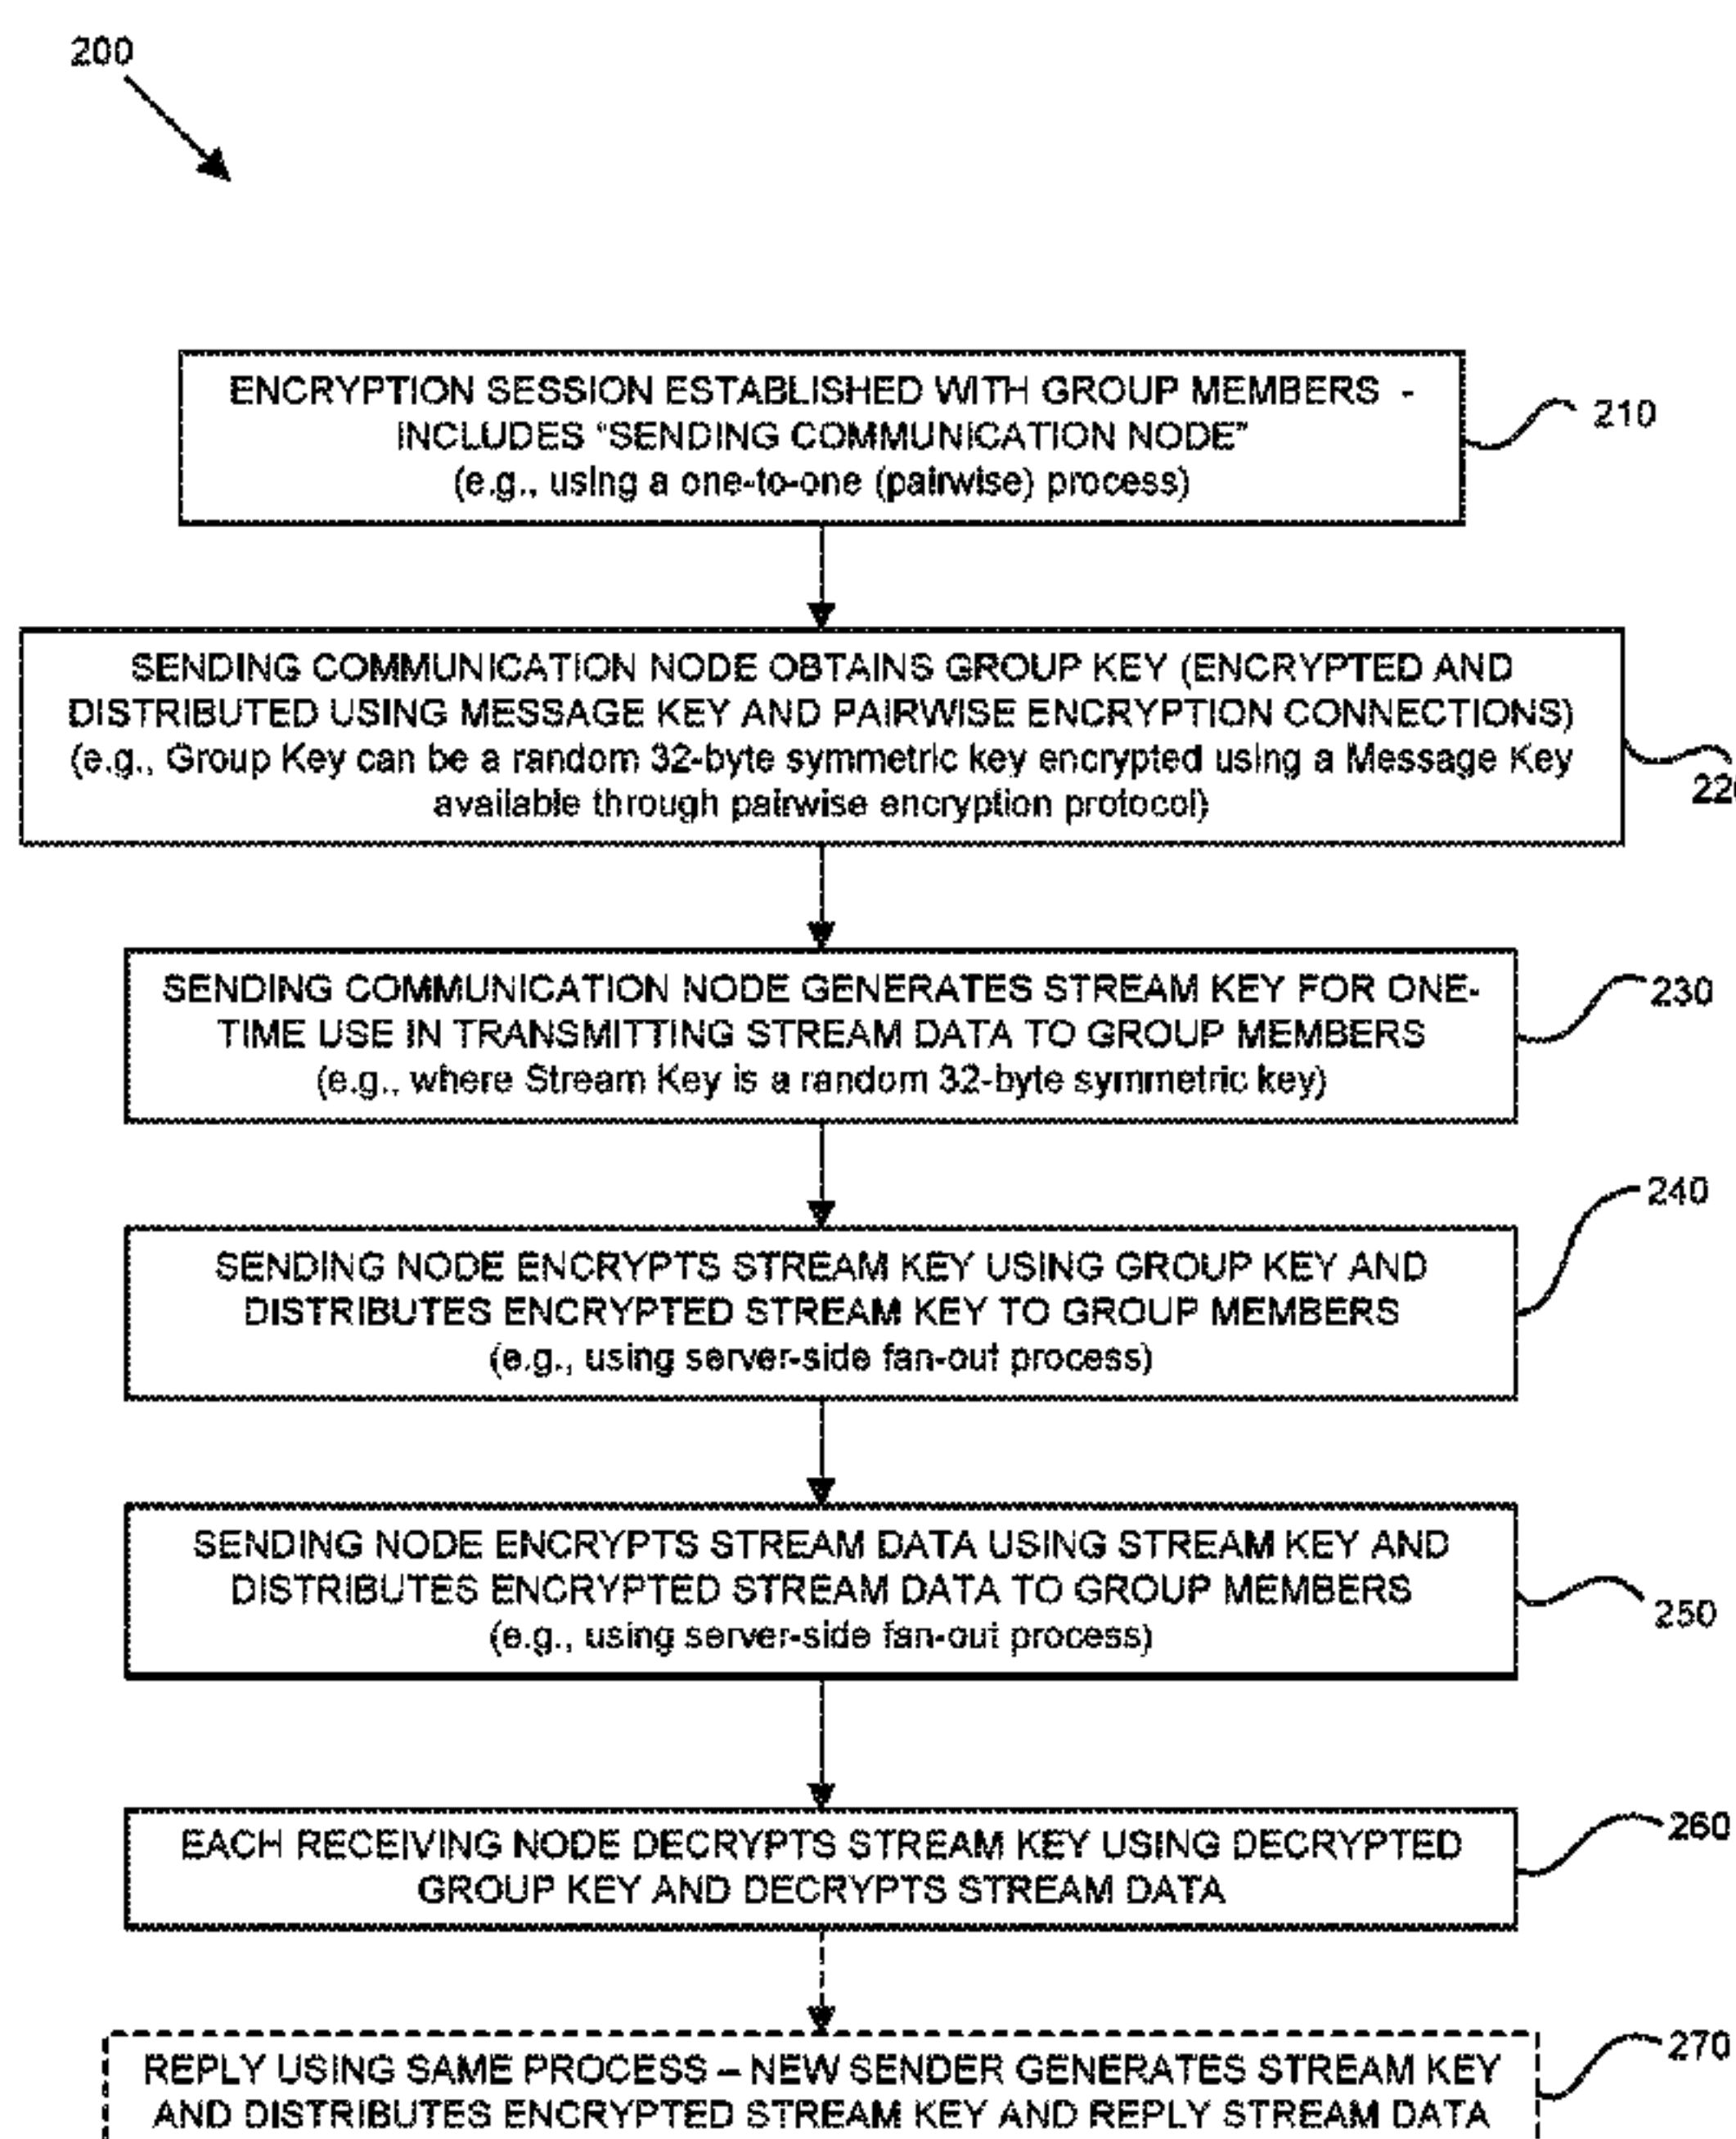 200
ENCRYPTION SESSION ESTABLISHED WITH GROUP MEMBERS -
INCLUDES "SENDING COMMUNICATION NODE"
(e.g., using a one-to-one (pairwise) process)
210
SENDING COMMUNICATION NODE OBTAINS GROUP KEY (ENCRYPTED AND
DISTRIBUTED USING MESSAGE KEY AND PAIRWISE ENCRYPTION CONNECTIONS)
(e.g., Group Key can be a random 32-byte symmetric key encrypted using a Message Key
available through pairwise encryption protocol)
SENDING COMMUNICATION NODE GENERATES STREAM KEY FOR ONE-
TIME USE IN TRANSMITTING STREAM DATA TO GROUP MEMBERS
(e.g., where Stream Key is a random 32-byte symmetric key)
230
SENDING NODE ENCRYPTS STREAM KEY USING GROUP KEY AND
DISTRIBUTES ENCRYPTED STREAM KEY TO GROUP MEMBERS
(e.g., using server-side fan-out process)
240
SENDING NODE ENCRYPTS STREAM DATA USING STREAM KEY AND
DISTRIBUTES ENCRYPTED STREAM DATA TO GROUP MEMBERS
(e.g., using server-side fan-out process)
250
EACH RECEIVING NODE DECRYPTS STREAM KEY USING DECRYPTED
GROUP KEY AND DECRYPTS STREAM DATA
260
REPLY USING SAME PROCESS – NEW SENDER GENERATES STREAM KEY
AND DISTRIBUTES ENCRYPTED STREAM KEY AND REPLY STREAM DATA
270